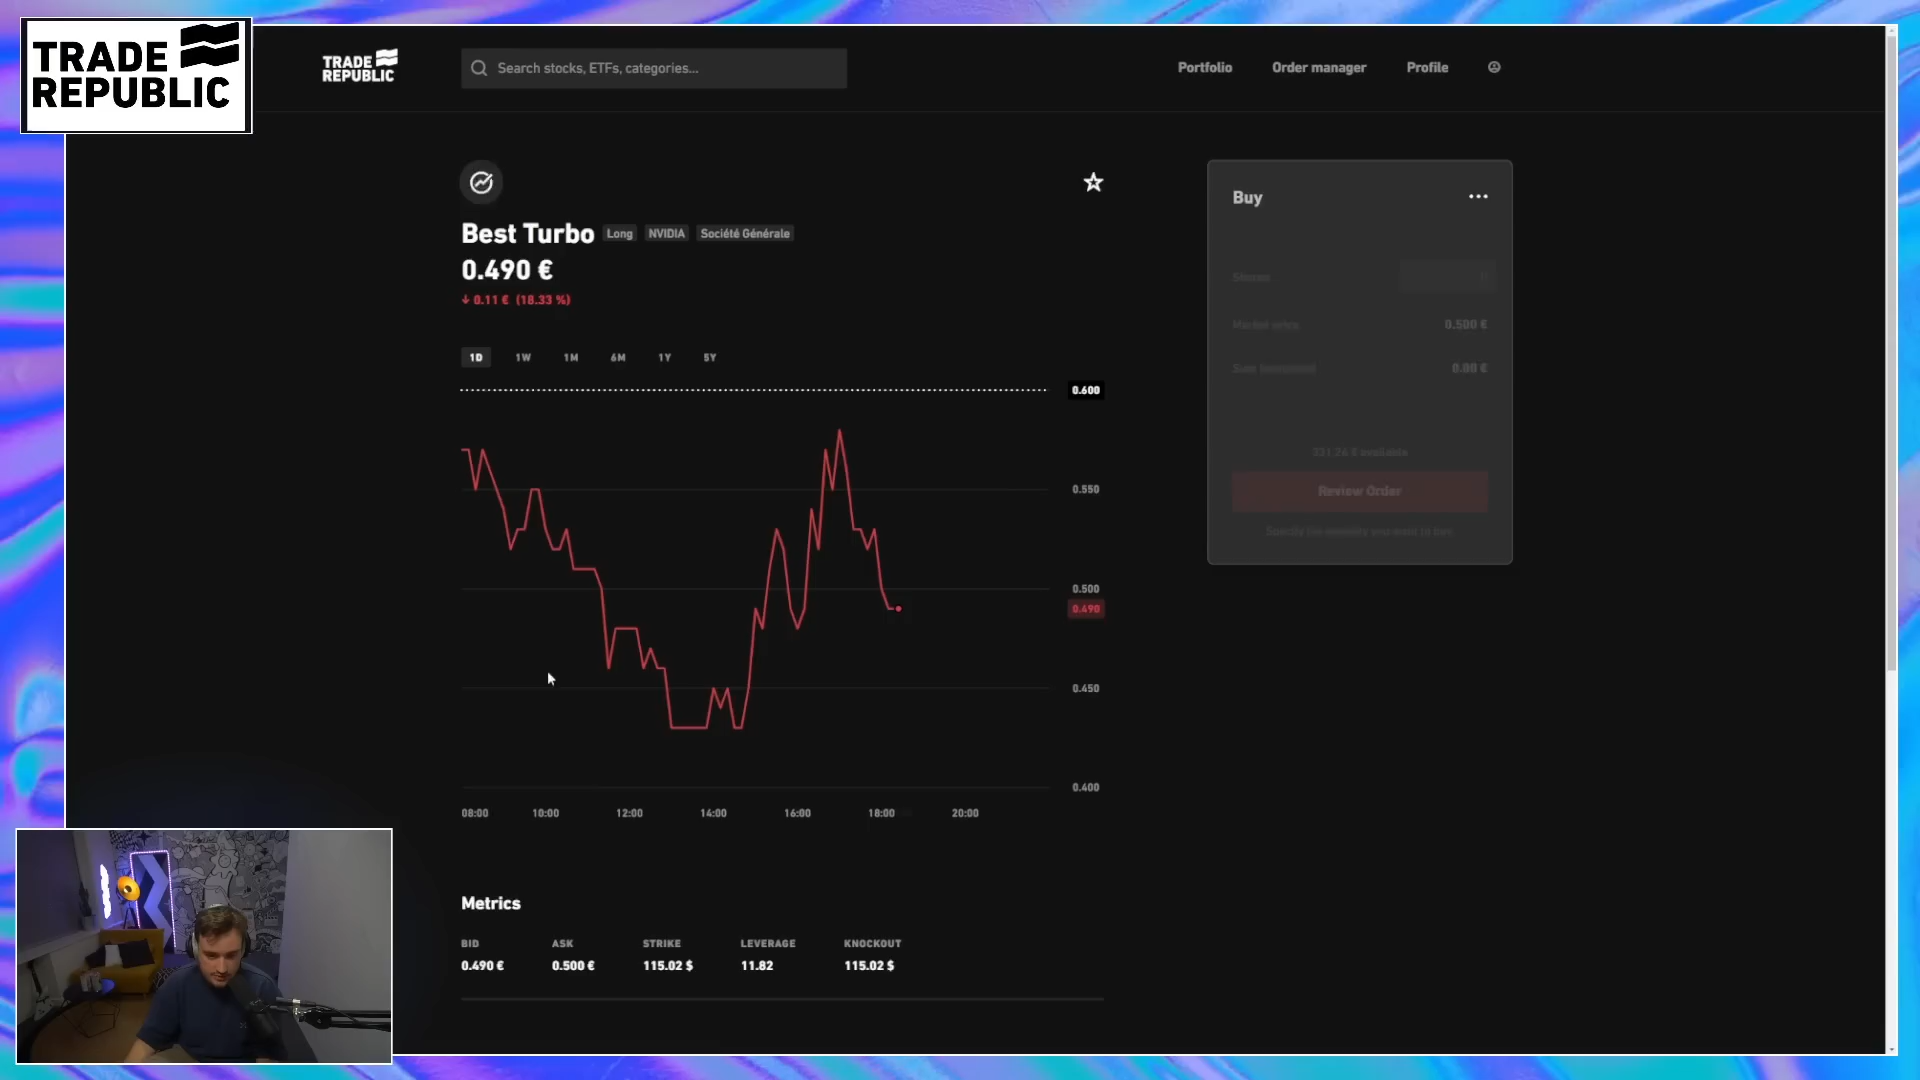 TRADE
REPUBLIC
TRADE
REPUBLIC
Search stocks, ETFs, categories...
Portfolio
Order manager
Profile
Best Turbo
Long
NVIDIA
Société Générale
0.490 €
0.11 € (18.33 %)
1D
1W
1M
6M
1Y
5Y
0.600
0.550
0.500
0.490
0.450
0.400
08:00
10:00
12:00
14:00
16:00
18:00
20:00
Buy
Shares
0.500 €
0.00 €
331.26 € available
Review Order
Metrics
BID
ASK
STRIKE
LEVERAGE
KNOCKOUT
0.490 €
0.500 €
115.02 $
11.82
115.02 $